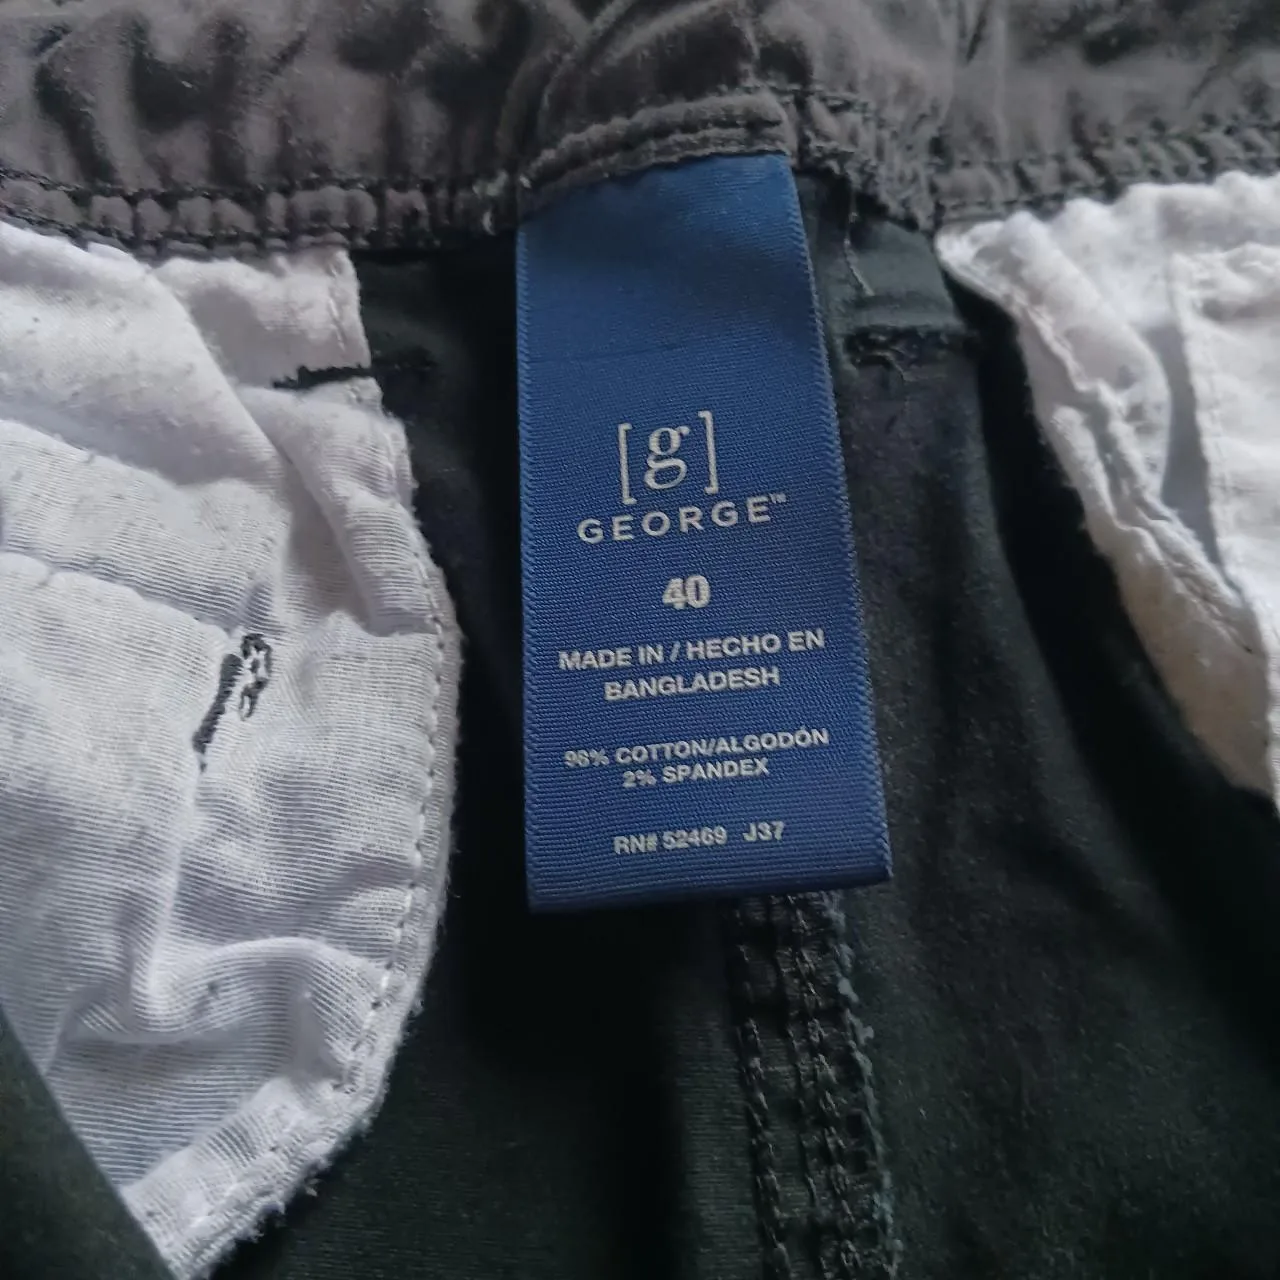 [g]
GEORGE™
40
MADE IN / HECHO EN
BANGLADESH
98% COTTON/ALGODÓN
2% SPANDEX
RN# 52469 J37